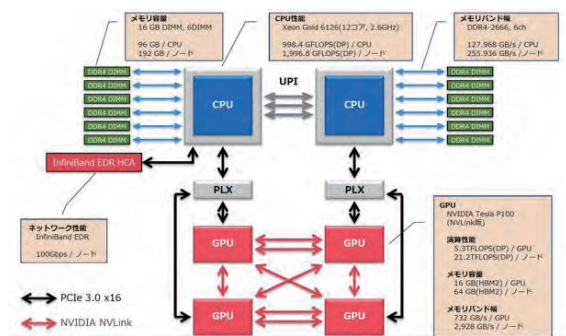 メモリ容量
16 GB DIMM, 6DIMM
96 GB / CPU
192 GB / ノード
CPU性能
Xeon Gold 6126(12コア, 2.6GHz)
998.4 GFLOPS(DP) / CPU
1,996.8 GFLOPS(DP) / ノード
メモリバンド幅
DDR4-2666, 6ch
127.968 GB/s / CPU
255.936 GB/s / ノード
DDR4 DIMM
DDR4 DIMM
DDR4 DIMM
DDR4 DIMM
DDR4 DIMM
DDR4 DIMM
CPU
UPI
CPU
DDR4 DIMM
DDR4 DIMM
DDR4 DIMM
DDR4 DIMM
DDR4 DIMM
DDR4 DIMM
InfiniBand EDR HCA
PLX
PLX
ネットワーク性能
InfiniBand EDR
100Gbps / ノード
GPU
GPU
GPU
GPU
GPU
NVIDIA Tesla P100
(NVLink版)
演算性能
5.3TFLOPS(DP) / GPU
21.2TFLOPS(DP) / ノード
メモリ容量
16 GB(HBM2) / GPU
64 GB(HBM2) / ノード
メモリバンド幅
732 GB/s / GPU
2,928 GB/s / ノード
PCIe 3.0 x16
NVIDIA NVLink